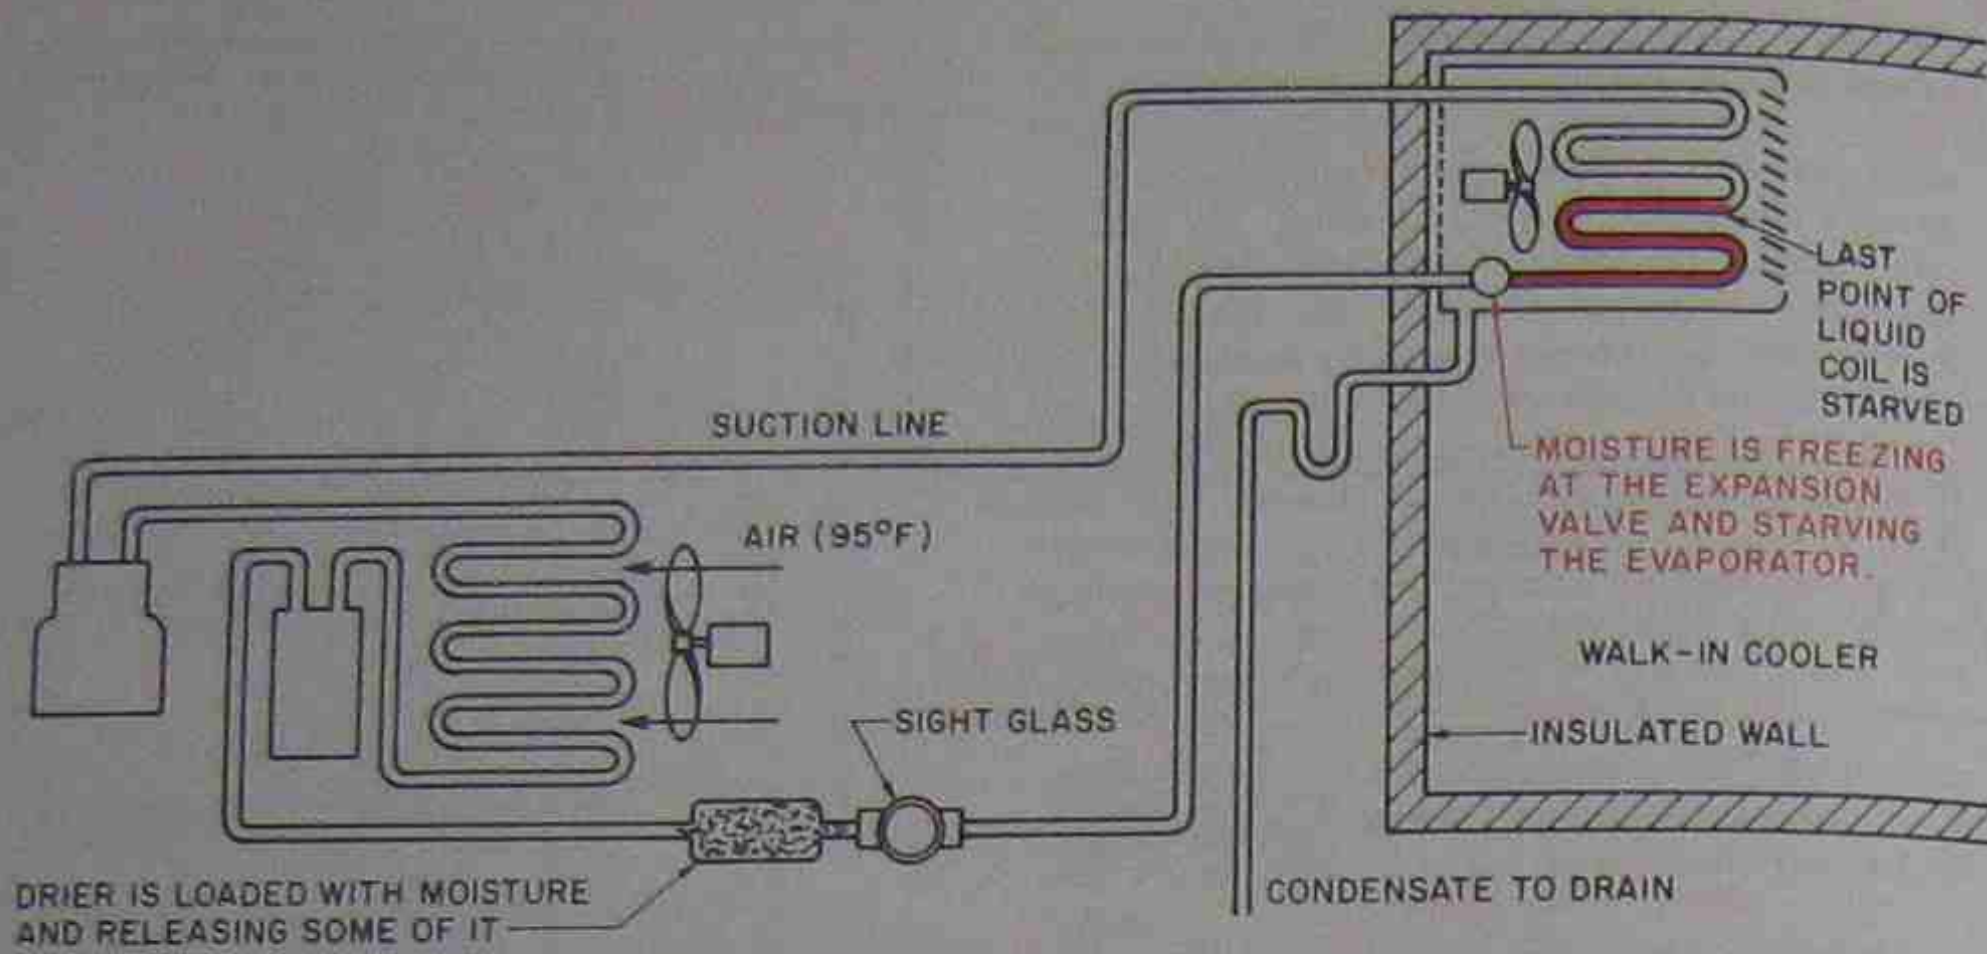 LAST
POINT OF
LIQUID
COIL IS
STARVED
SUCTION LINE
MOISTURE IS FREEZING
AT THE EXPANSION
VALVE AND STARVING
THE EVAPORATOR.
AIR (95°F)
WALK-IN COOLER
SIGHT GLASS
INSULATED WALL
DRIER IS LOADED WITH MOISTURE
AND RELEASING SOME OF IT
CONDENSATE TO DRAIN